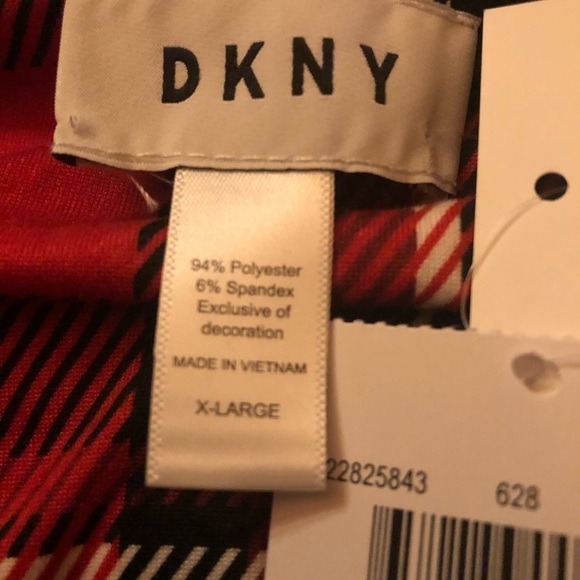 DKNY
94% Polyester
6% Spandex
Exclusive of
decoration
MADE IN VIETNAM
X-LARGE
22825843 628